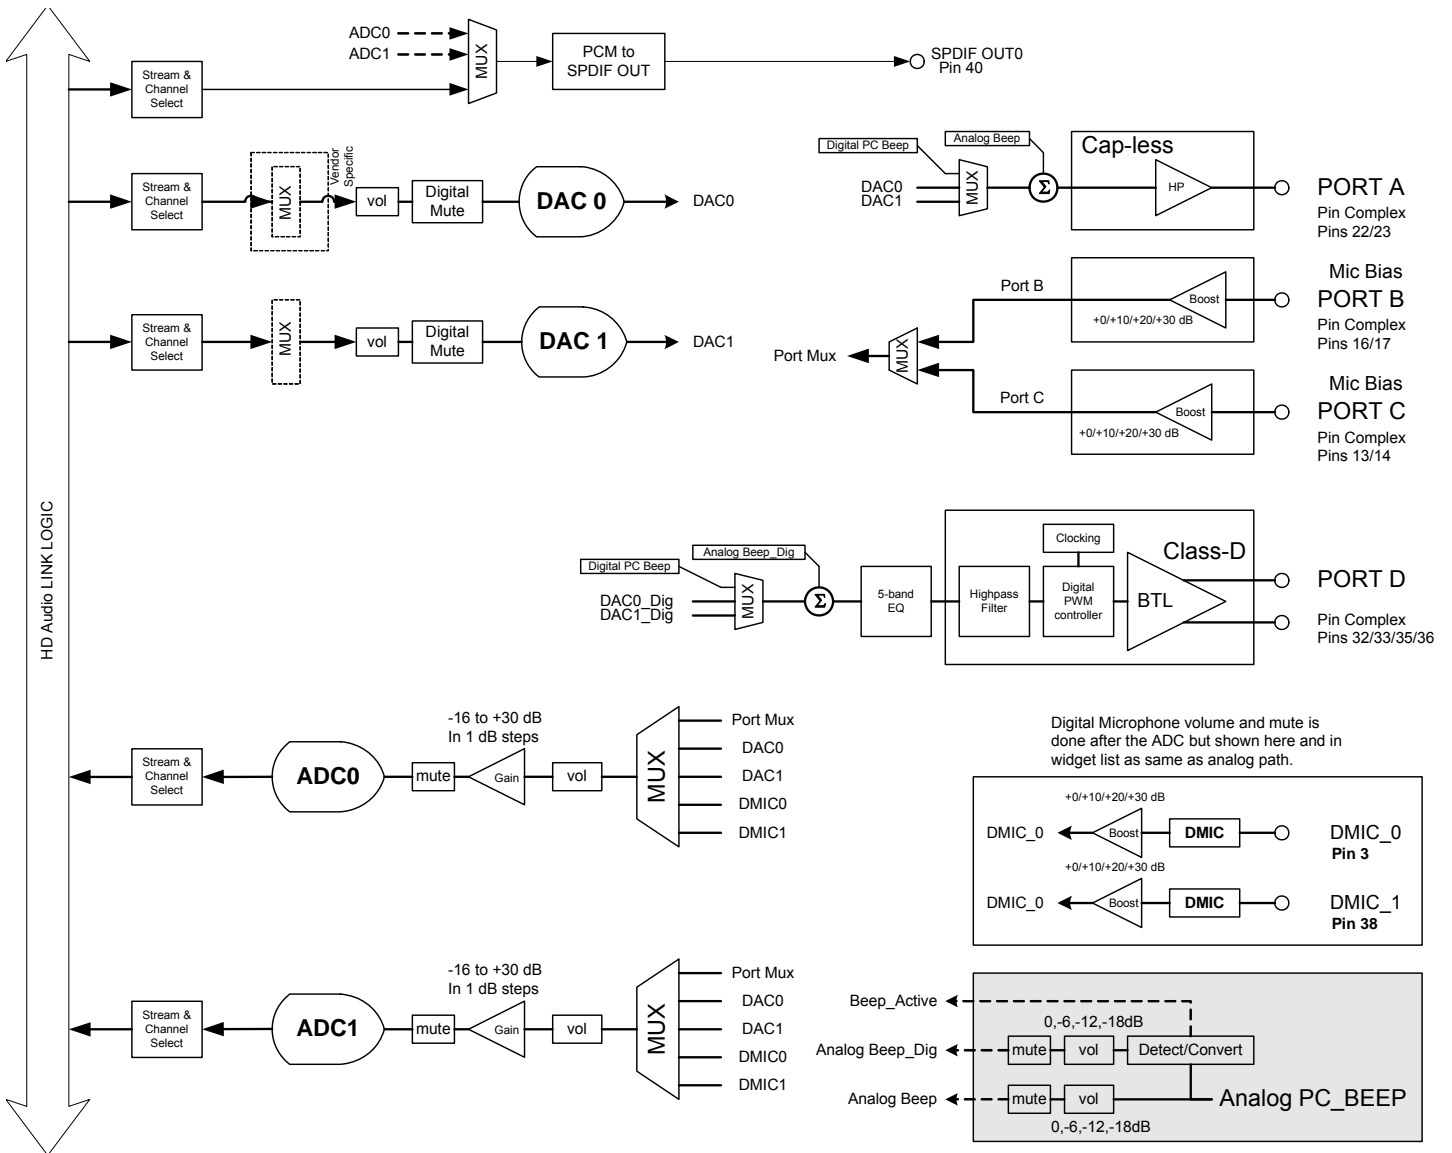 ADC0
ADC1
MUX
PCM to
SPDIF OUT
SPDIF OUT0
Pin 40
Stream &
Channel
Select
Digital PC Beep
Analog Beep
Cap-less
DAC0
DAC1
MUX
Σ
HP
PORT A
Pin Complex
Pins 22/23
Stream &
Channel
Select
MUX
Vendor
Specific
vol
Digital
Mute
DAC 0
DAC0
Mic Bias
Port B
Boost
+0/+10/+20/+30 dB
PORT B
Pin Complex
Pins 16/17
Stream &
Channel
Select
MUX
vol
Digital
Mute
DAC 1
DAC1
Port Mux
MUX
Mic Bias
Port C
Boost
+0/+10/+20/+30 dB
PORT C
Pin Complex
Pins 13/14
HD Audio LINK LOGIC
Digital PC Beep
Analog Beep_Dig
DAC0_Dig
DAC1_Dig
MUX
Σ
5-band
EQ
Highpass
Filter
Clocking
Digital
PWM
controller
Class-D
BTL
PORT D
Pin Complex
Pins 32/33/35/36
Stream &
Channel
Select
ADC0
mute
-16 to +30 dB
In 1 dB steps
Gain
vol
MUX
Port Mux
DAC0
DAC1
DMIC0
DMIC1
Digital Microphone volume and mute is
done after the ADC but shown here and in
widget list as same as analog path.
+0/+10/+20/+30 dB
DMIC_0
Boost
DMIC
DMIC_0
Pin 3
+0/+10/+20/+30 dB
DMIC_0
Boost
DMIC
DMIC_1
Pin 38
Stream &
Channel
Select
ADC1
mute
-16 to +30 dB
In 1 dB steps
Gain
vol
MUX
Port Mux
DAC0
DAC1
DMIC0
DMIC1
Beep_Active
0,-6,-12,-18dB
Analog Beep_Dig
mute
vol
Detect/Convert
Analog Beep
mute
vol
Analog PC_BEEP
0,-6,-12,-18dB